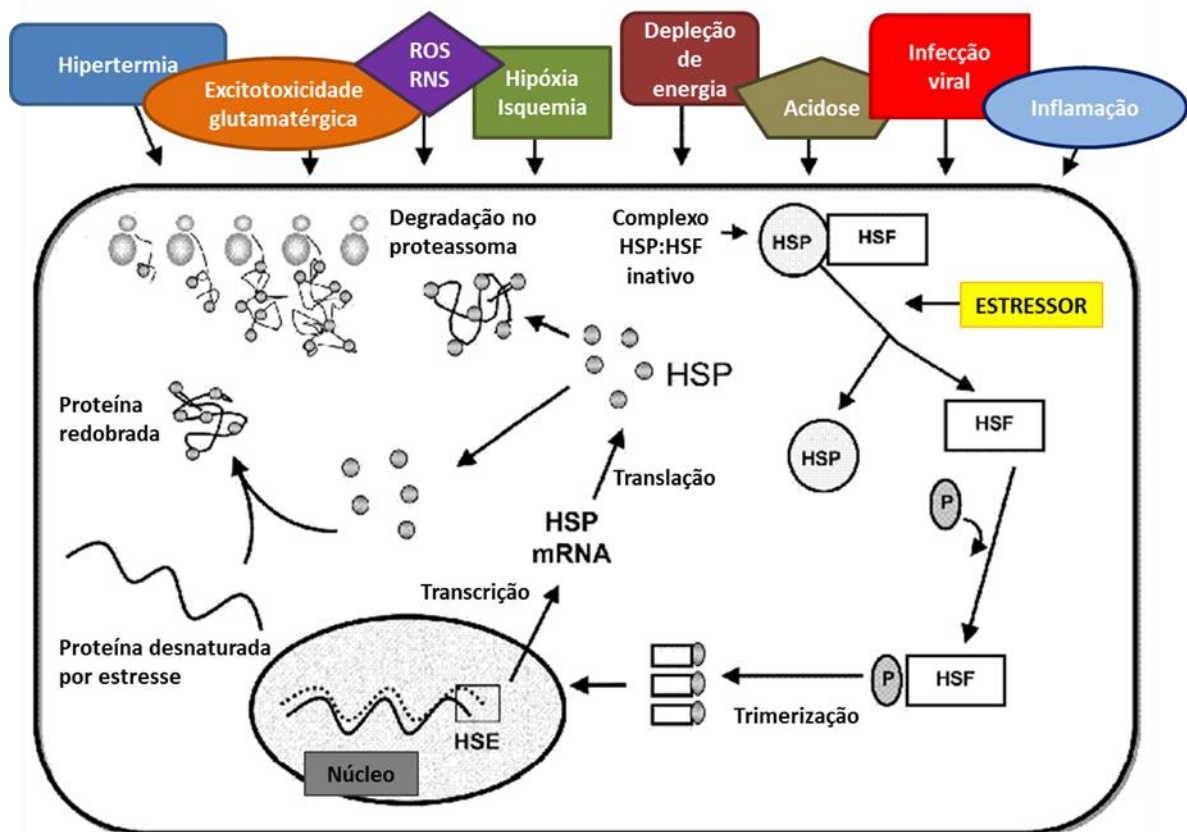 Hipertermia
Excitotoxicidade
glutamatérgica
ROS
RNS
Hipóxia
Isquemia
Depleção
de
energia
Acidose
Infecção
viral
Inflamação
Degradação no
proteassoma
Complexo
HSP:HSF
inativo
HSP
HSF
ESTRESSOR
HSP
HSF
HSP
P
Proteína
redobrada
Translação
HSP
mRNA
Transcrição
Proteína desnaturada
por estresse
HSE
Núcleo
Trimerização
P
HSF